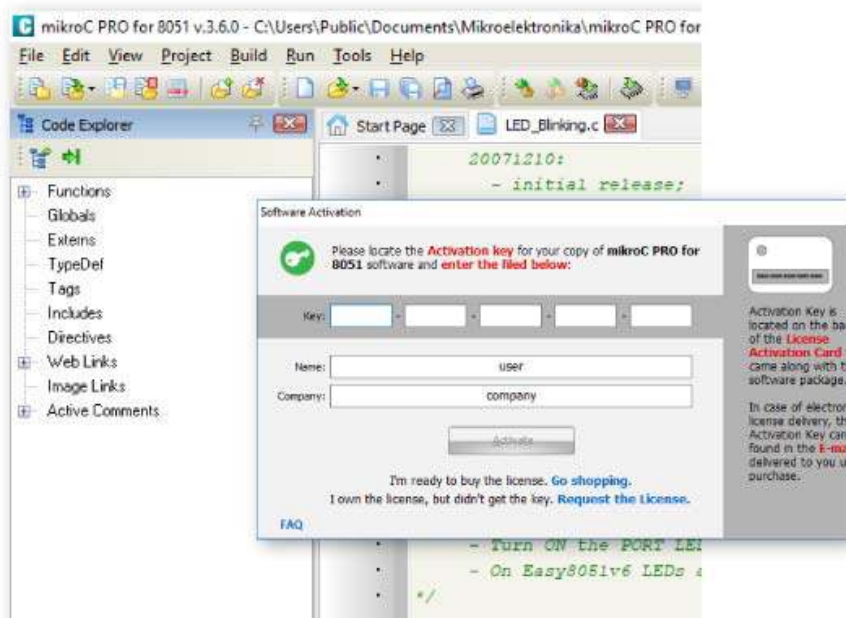 mikroC PRO for 8051 v.3.6.0 - C:\Users\Public\Documents\Mikroelektronika\mikroC PRO for
File Edit View Project Build Run Tools Help
Code Explorer
Start Page
LED_Blinking.c
20071210:
- initial release;
Functions
Globals
Externs
TypeDef
Tags
Includes
Directives
Web Links
Image Links
Active Comments
Software Activation
Please locate the Activation key for your copy of mikroC PRO for
8051 software and enter the filed below:
Key: - - - -
Name: user
Company: company
Activate
I'm ready to buy the license. Go shopping.
I own the license, but didn't get the key. Request the License.
FAQ
Activation Key is
located on the ba
of the License
Activation Card
came along with t
software package.
In case of electron
license delivery, th
Activation Key can
found in the E-ma
delivered to you u
purchase.
- Turn ON the PORT LE
- On Easy8051v6 LEDs
*/